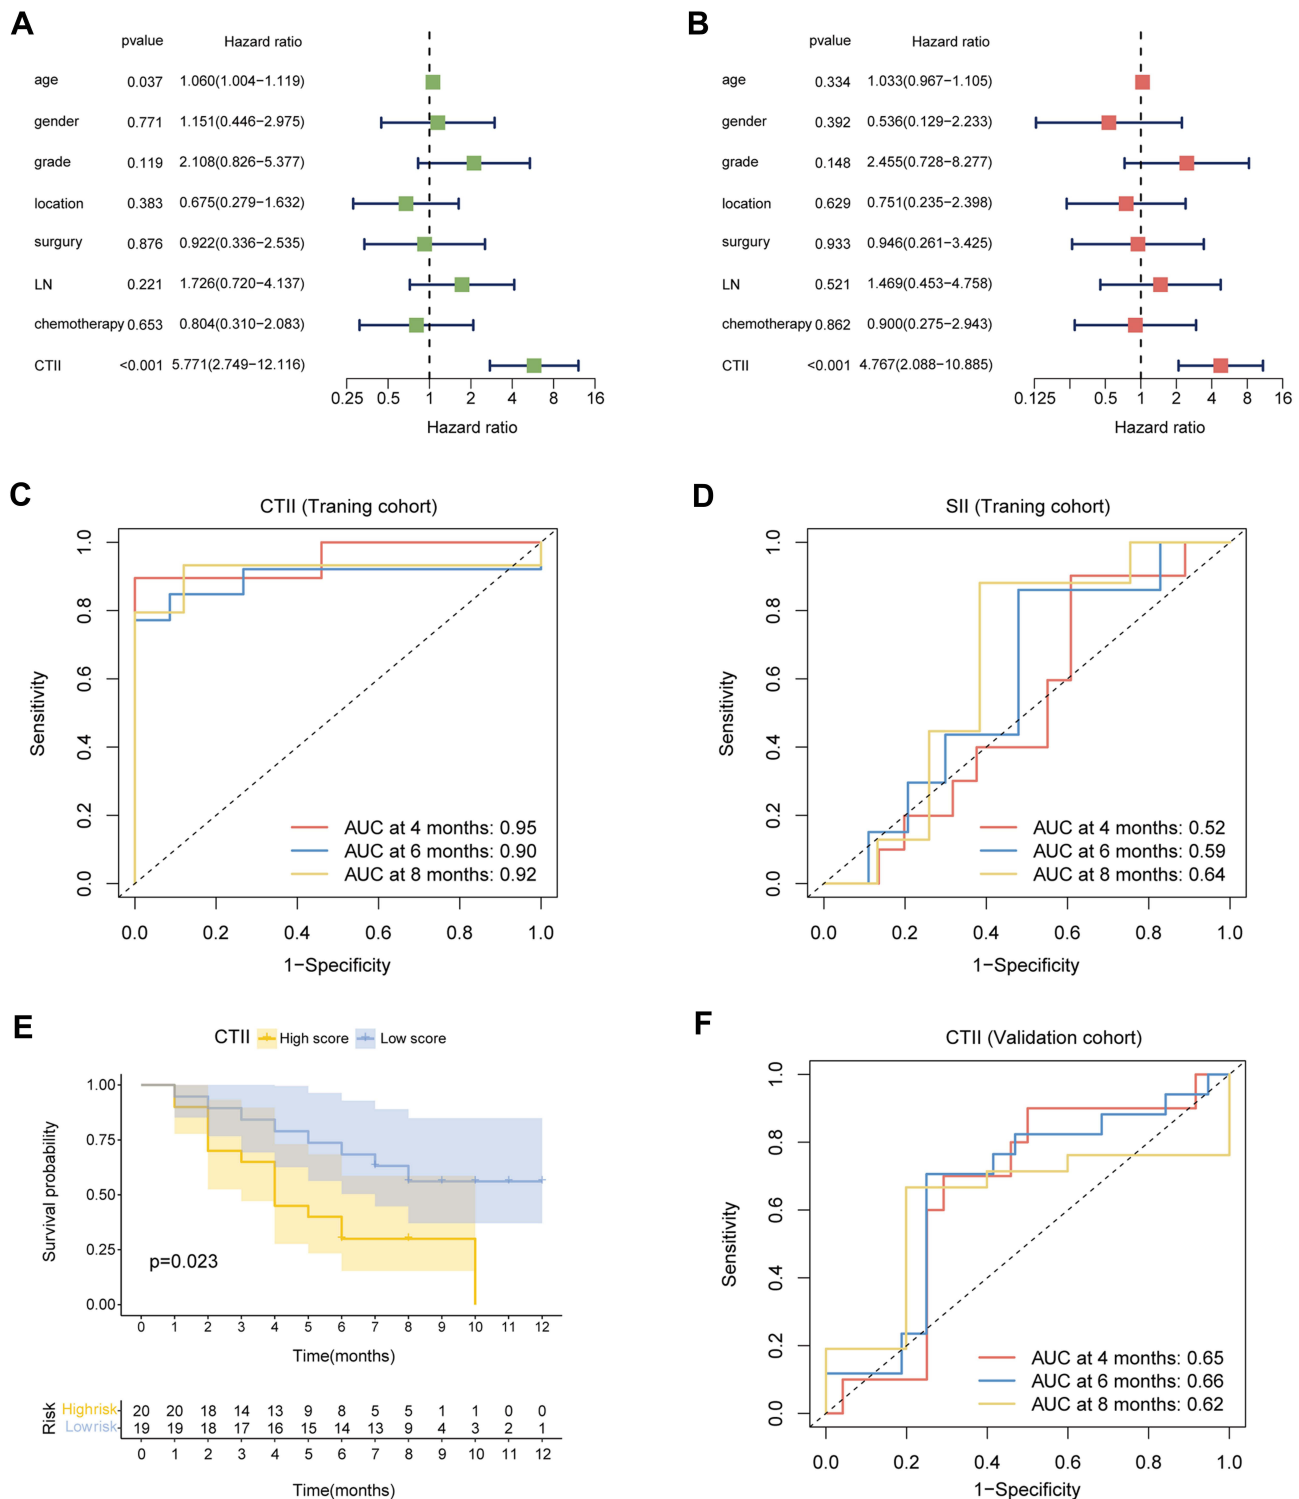 A
pvalue Hazard ratio
age 0.037 1.060(1.004−1.119)
gender 0.771 1.151(0.446−2.975)
grade 0.119 2.108(0.826−5.377)
location 0.383 0.675(0.279−1.632)
surgury 0.876 0.922(0.336−2.535)
LN 0.221 1.726(0.720−4.137)
chemotherapy 0.653 0.804(0.310−2.083)
CTII <0.001 5.771(2.749−12.116)
0.25 0.5 1 2 4 8 16
Hazard ratio
B
pvalue Hazard ratio
age 0.334 1.033(0.967−1.105)
gender 0.392 0.536(0.129−2.233)
grade 0.148 2.455(0.728−8.277)
location 0.629 0.751(0.235−2.398)
surgury 0.933 0.946(0.261−3.425)
LN 0.521 1.469(0.453−4.758)
chemotherapy 0.862 0.900(0.275−2.943)
CTII <0.001 4.767(2.088−10.885)
0.125 0.5 1 2 4 8 16
Hazard ratio
C
CTII (Traning cohort)
Sensitivity
1.0
0.8
0.6
0.4
0.2
0.0
AUC at 4 months: 0.95
AUC at 6 months: 0.90
AUC at 8 months: 0.92
0.0 0.2 0.4 0.6 0.8 1.0
1−Specificity
D
SII (Traning cohort)
Sensitivity
1.0
0.8
0.6
0.4
0.2
0.0
AUC at 4 months: 0.52
AUC at 6 months: 0.59
AUC at 8 months: 0.64
0.0 0.2 0.4 0.6 0.8 1.0
1−Specificity
E
CTII High score Low score
Survival probability
1.00
0.75
0.50
0.25
0.00
p=0.023
0 1 2 3 4 5 6 7 8 9 10 11 12
Time(months)
Risk
Highrisk 20 20 18 14 13 9 8 5 5 1 1 0 0
Lowrisk 19 19 18 17 16 15 14 13 9 4 3 2 1
0 1 2 3 4 5 6 7 8 9 10 11 12
Time(months)
F
CTII (Validation cohort)
Sensitivity
1.0
0.8
0.6
0.4
0.2
0.0
AUC at 4 months: 0.65
AUC at 6 months: 0.66
AUC at 8 months: 0.62
0.0 0.2 0.4 0.6 0.8 1.0
1−Specificity